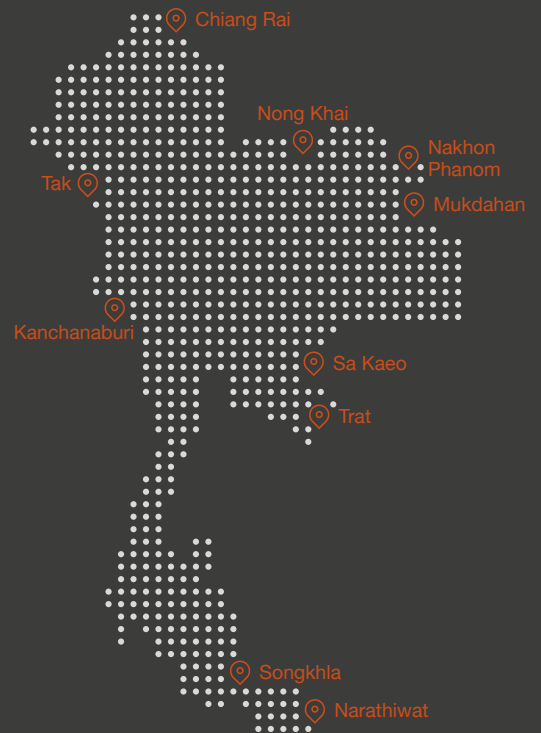 Chiang Rai
Nong Khai
Nakhon
Phanom
Tak
Mukdahan
Kanchanaburi
Sa Kaeo
Trat
Songkhla
Narathiwat